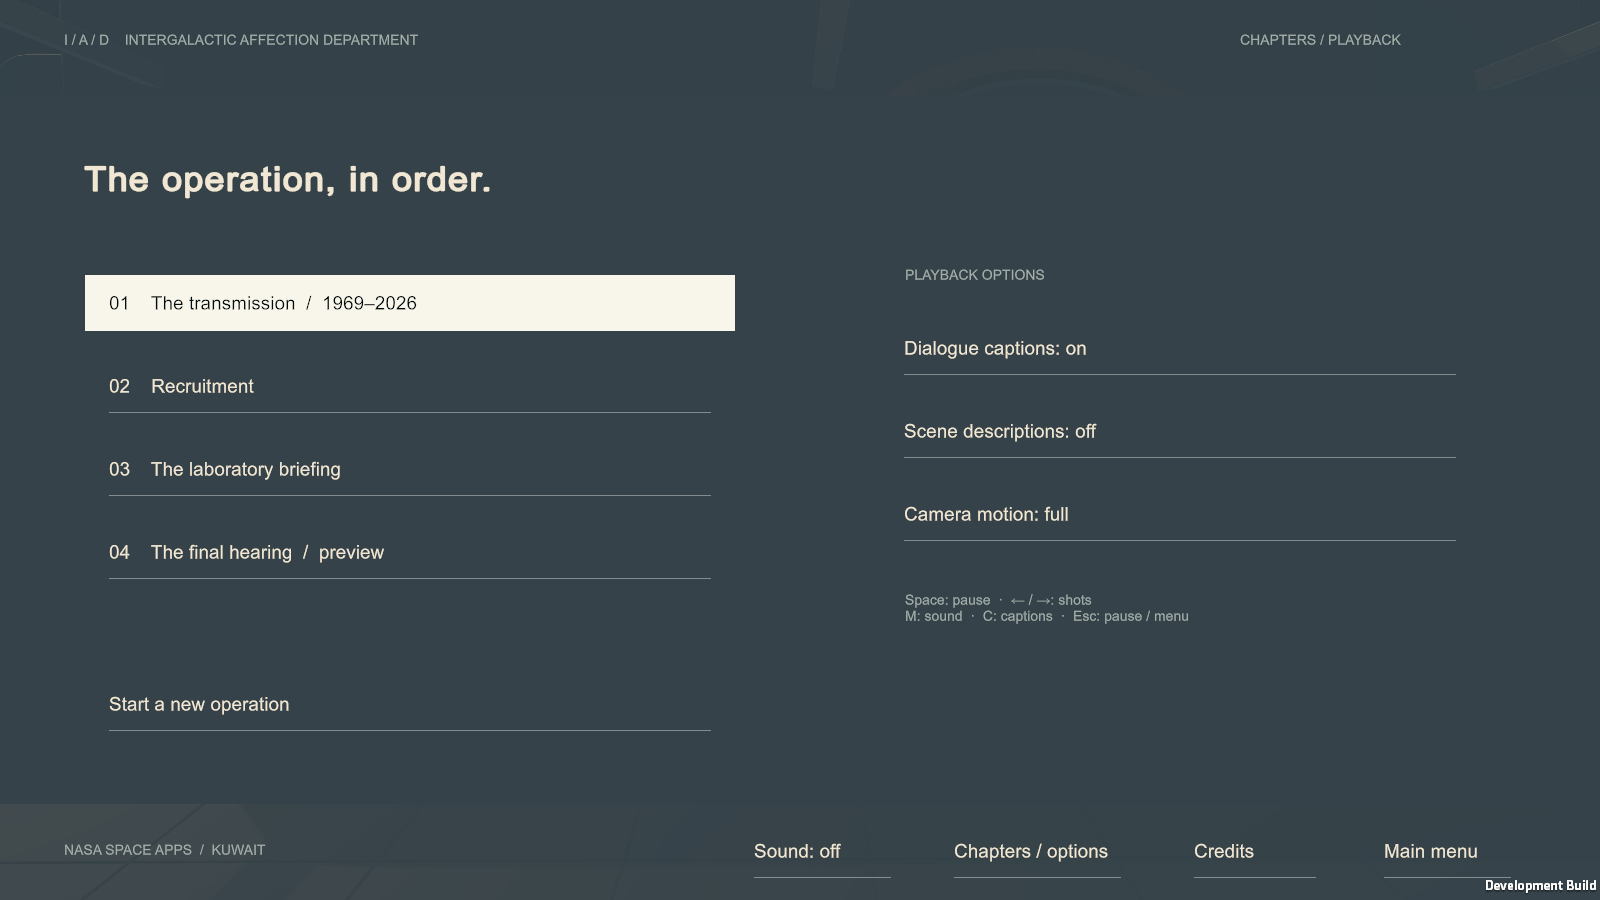 I / A / D    INTERGALACTIC AFFECTION DEPARTMENT
CHAPTERS / PLAYBACK
The operation, in order.
01    The transmission  /  1969–2026
02    Recruitment
03    The laboratory briefing
04    The final hearing  /  preview
Start a new operation
PLAYBACK OPTIONS
Dialogue captions: on
Scene descriptions: off
Camera motion: full
Space: pause  ·  ← / →: shots
M: sound  ·  C: captions  ·  Esc: pause / menu
NASA SPACE APPS  /  KUWAIT
Sound: off
Chapters / options
Credits
Main menu
Development Build